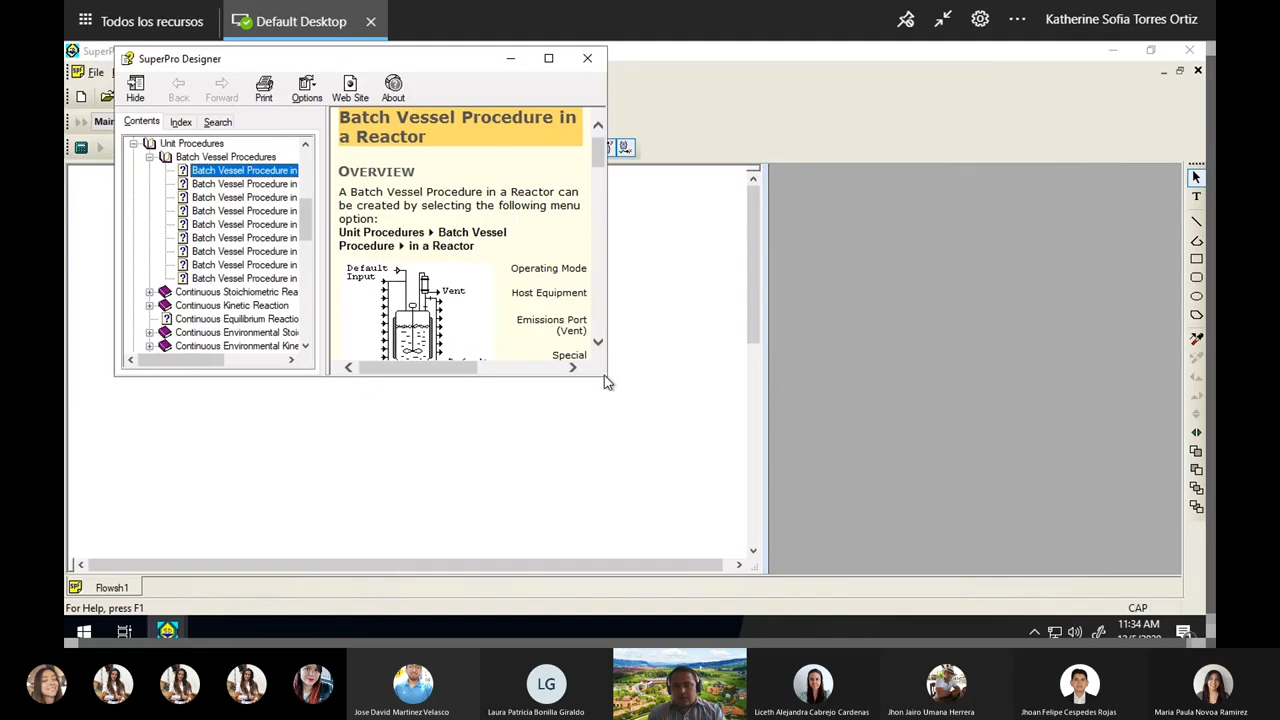 Todos los recursos
Default Desktop
Katherine Sofia Torres Ortiz
SuperPro Designer
File
Hide
Back
Forward
Print
Options
Web Site
About
Contents
Index
Search
Unit Procedures
Batch Vessel Procedures
Batch Vessel Procedure in
Batch Vessel Procedure in
Batch Vessel Procedure in
Batch Vessel Procedure in
Batch Vessel Procedure in
Batch Vessel Procedure in
Batch Vessel Procedure in
Batch Vessel Procedure in
Batch Vessel Procedure in
Continuous Stoichiometric Rea
Continuous Kinetic Reaction
Continuous Equilibrium Reactio
Continuous Environmental Stoi
Continuous Environmental Kine
Batch Vessel Procedure in
a Reactor
OVERVIEW
A Batch Vessel Procedure in a Reactor can
be created by selecting the following menu
option:
Unit Procedures Batch Vessel
Procedure in a Reactor
Default
Input
Vent
Operating Mode
Host Equipment
Emissions Port
(Vent)
Special
Flowsh1
For Help, press F1
CAP
11:34 AM
LG
Jose David Martinez Velasco
Laura Patricia Bonilla Giraldo
Liceth Alejandra Cabrejo Cardenas
Jhon Jairo Umana Herrera
Jhoan Felipe Cespedes Rojas
Maria Paula Novoa Ramirez